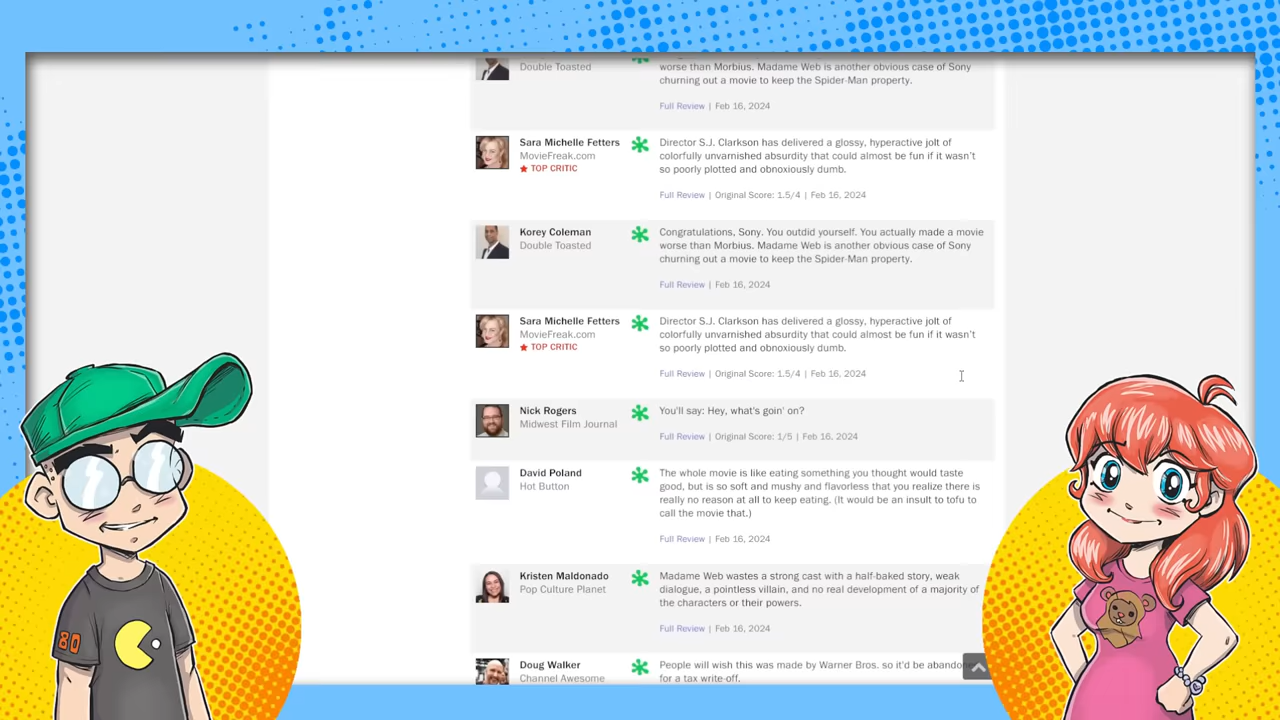 Double Toasted
worse than Morbius. Madame Web is another obvious case of Sony
churning out a movie to keep the Spider-Man property.
Full Review | Feb 16, 2024
Sara Michelle Fetters
MovieFreak.com
★ TOP CRITIC
Director S.J. Clarkson has delivered a glossy, hyperactive jolt of
colorfully unvarnished absurdity that could almost be fun if it wasn't
so poorly plotted and obnoxiously dumb.
Full Review | Original Score: 1.5/4 | Feb 16, 2024
Korey Coleman
Double Toasted
Congratulations, Sony. You outdid yourself. You actually made a movie
worse than Morbius. Madame Web is another obvious case of Sony
churning out a movie to keep the Spider-Man property.
Full Review | Feb 16, 2024
Sara Michelle Fetters
MovieFreak.com
★ TOP CRITIC
Director S.J. Clarkson has delivered a glossy, hyperactive jolt of
colorfully unvarnished absurdity that could almost be fun if it wasn't
so poorly plotted and obnoxiously dumb.
Full Review | Original Score: 1.5/4 | Feb 16, 2024
Nick Rogers
Midwest Film Journal
You'll say: Hey, what's goin' on?
Full Review | Original Score: 1/5 | Feb 16, 2024
David Poland
Hot Button
The whole movie is like eating something you thought would taste
good, but is so soft and mushy and flavorless that you realize there is
really no reason at all to keep eating. (It would be an insult to tofu to
call the movie that.)
Full Review | Feb 16, 2024
Kristen Maldonado
Pop Culture Planet
Madame Web wastes a strong cast with a half-baked story, weak
dialogue, a pointless villain, and no real development of a majority of
the characters or their powers.
Full Review | Feb 16, 2024
Doug Walker
Channel Awesome
People will wish this was made by Warner Bros. so it'd be
for a tax write-off.
80